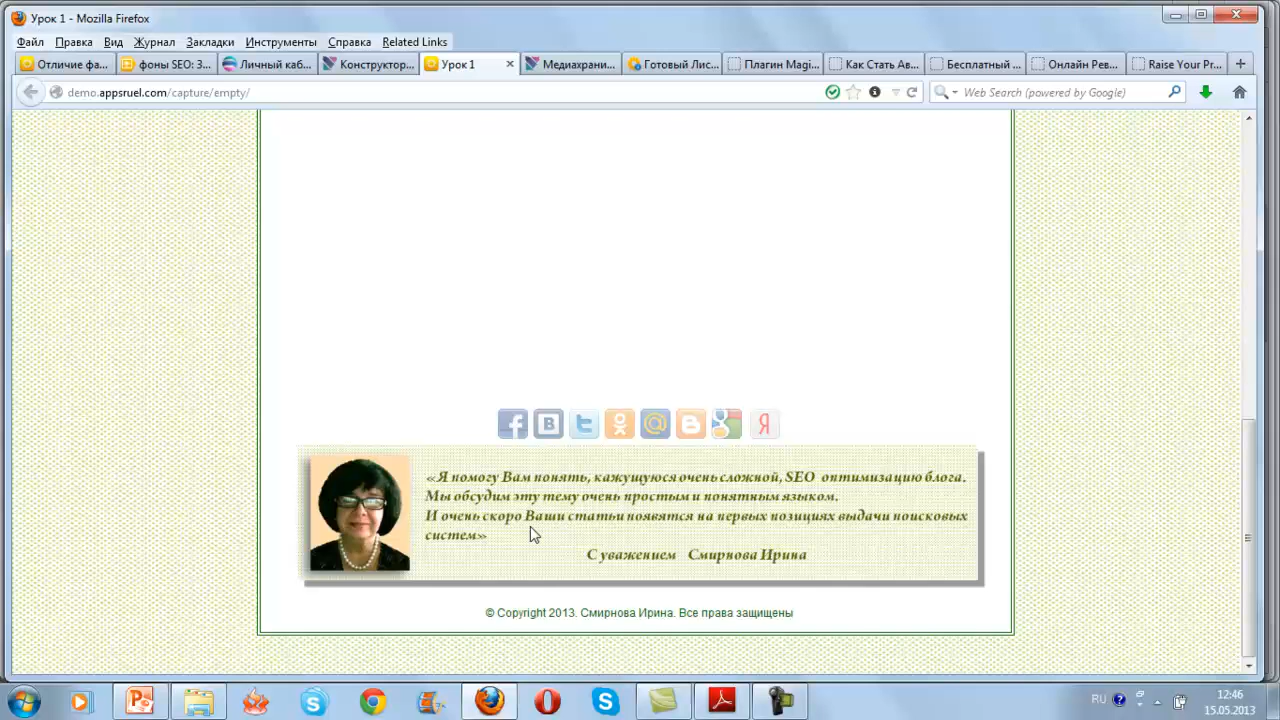 Урок 1 - Mozilla Firefox
Файл Правка Вид Журнал Закладки Инструменты Справка Related Links
Отличие фа... фоны SEO: З... Личный каб... Конструктор... Урок 1 Медиахрани... Готовый Лис... Плагин Magi... Как Стать Ав... Бесплатный ... Онлайн Рев... Raise Your Pr...
demo.appsruel.com/capture/empty/ Web Search (powered by Google)
«Я помогу Вам понять, кажущуюся очень сложной, SEO оптимизацию блога.
Мы обсудим эту тему очень простым и понятным языком.
И очень скоро Ваши статьи появятся на первых позициях выдачи поисковых
систем»
С уважением Смирнова Ирина
© Copyright 2013. Смирнова Ирина. Все права защищены
RU 12:46
15.05.2013